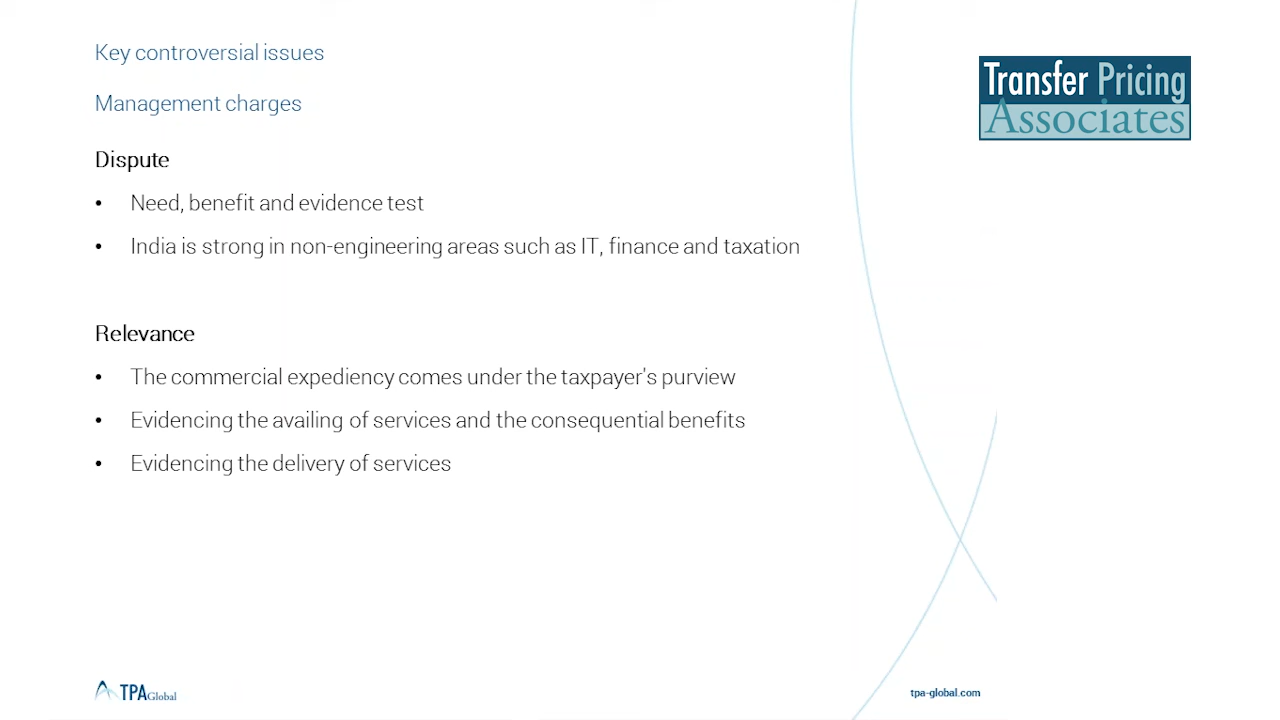 Key controversial issues
Transfer Pricing
Associates
Management charges
Dispute
• Need, benefit and evidence test
• India is strong in non-engineering areas such as IT, finance and taxation
Relevance
• The commercial expediency comes under the taxpayer's purview
• Evidencing the availing of services and the consequential benefits
• Evidencing the delivery of services
TPA Global
tpa-global.com